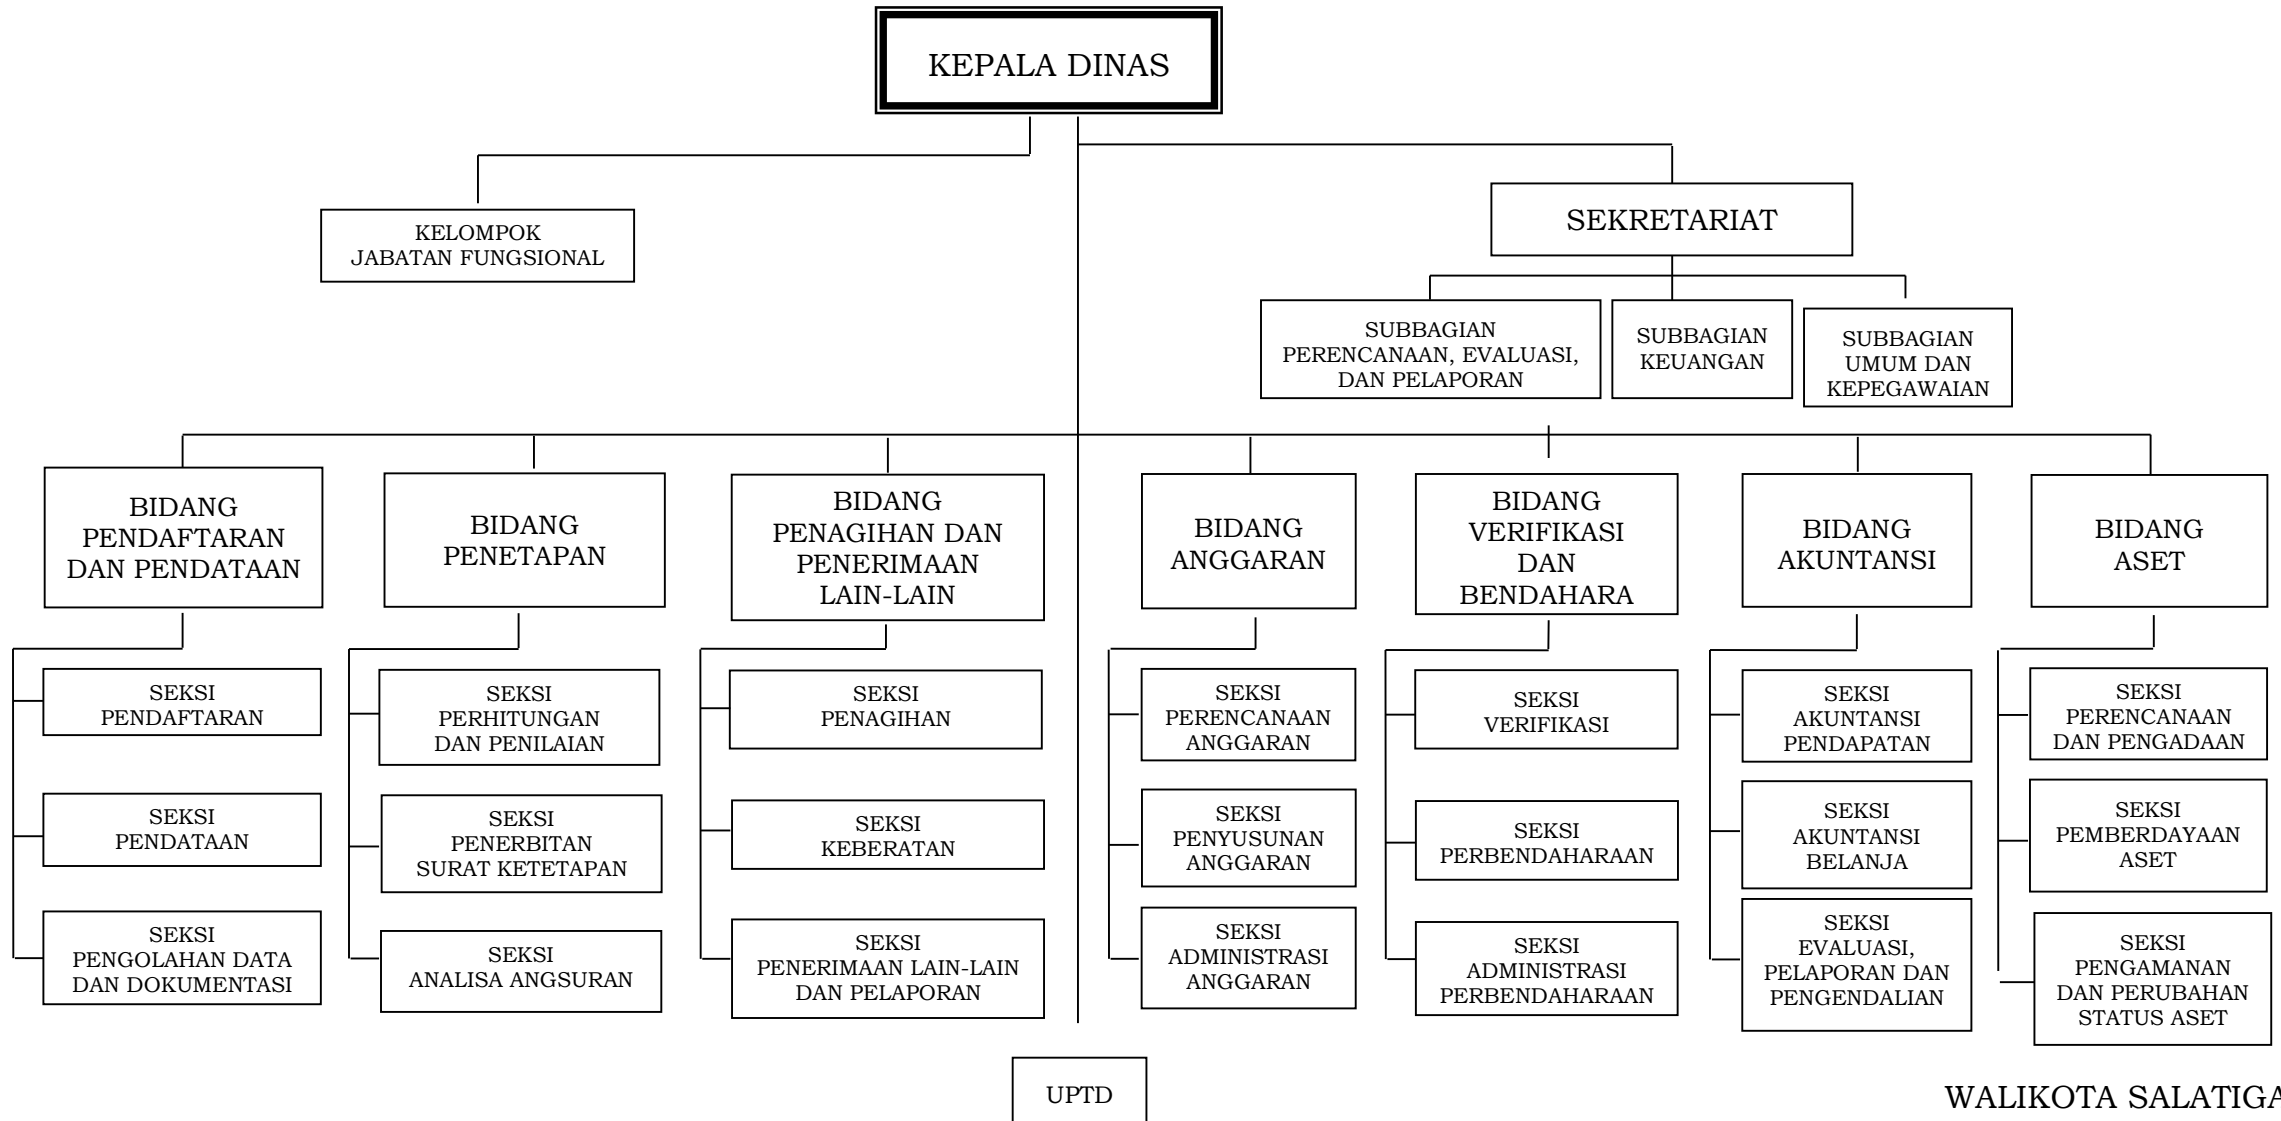 KEPALA DINAS
KELOMPOK
JABATAN FUNGSIONAL
SEKRETARIAT
SUBBAGIAN
PERENCANAAN, EVALUASI,
DAN PELAPORAN
SUBBAGIAN
KEUANGAN
SUBBAGIAN
UMUM DAN
KEPEGAWAIAN
BIDANG
PENDAFTARAN
DAN PENDATAAN
BIDANG
PENETAPAN
BIDANG
PENAGIHAN DAN
PENERIMAAN
LAIN-LAIN
BIDANG
ANGGARAN
BIDANG
VERIFIKASI
DAN
BENDAHARA
BIDANG
AKUNTANSI
BIDANG
ASET
SEKSI
PENDAFTARAN
SEKSI
PERHITUNGAN
DAN PENILAIAN
SEKSI
PENAGIHAN
SEKSI
PERENCANAAN
ANGGARAN
SEKSI
VERIFIKASI
SEKSI
AKUNTANSI
PENDAPATAN
SEKSI
PERENCANAAN
DAN PENGADAAN
SEKSI
PENDATAAN
SEKSI
PENERBITAN
SURAT KETETAPAN
SEKSI
KEBERATAN
SEKSI
PENYUSUNAN
ANGGARAN
SEKSI
PERBENDAHARAAN
SEKSI
AKUNTANSI
BELANJA
SEKSI
PEMBERDAYAAN
ASET
SEKSI
PENGOLAHAN DATA
DAN DOKUMENTASI
SEKSI
ANALISA ANGSURAN
SEKSI
PENERIMAAN LAIN-LAIN
DAN PELAPORAN
SEKSI
ADMINISTRASI
ANGGARAN
SEKSI
ADMINISTRASI
PERBENDAHARAAN
SEKSI
EVALUASI,
PELAPORAN DAN
PENGENDALIAN
SEKSI
PENGAMANAN
DAN PERUBAHAN
STATUS ASET
UPTD
WALIKOTA SALATIGA